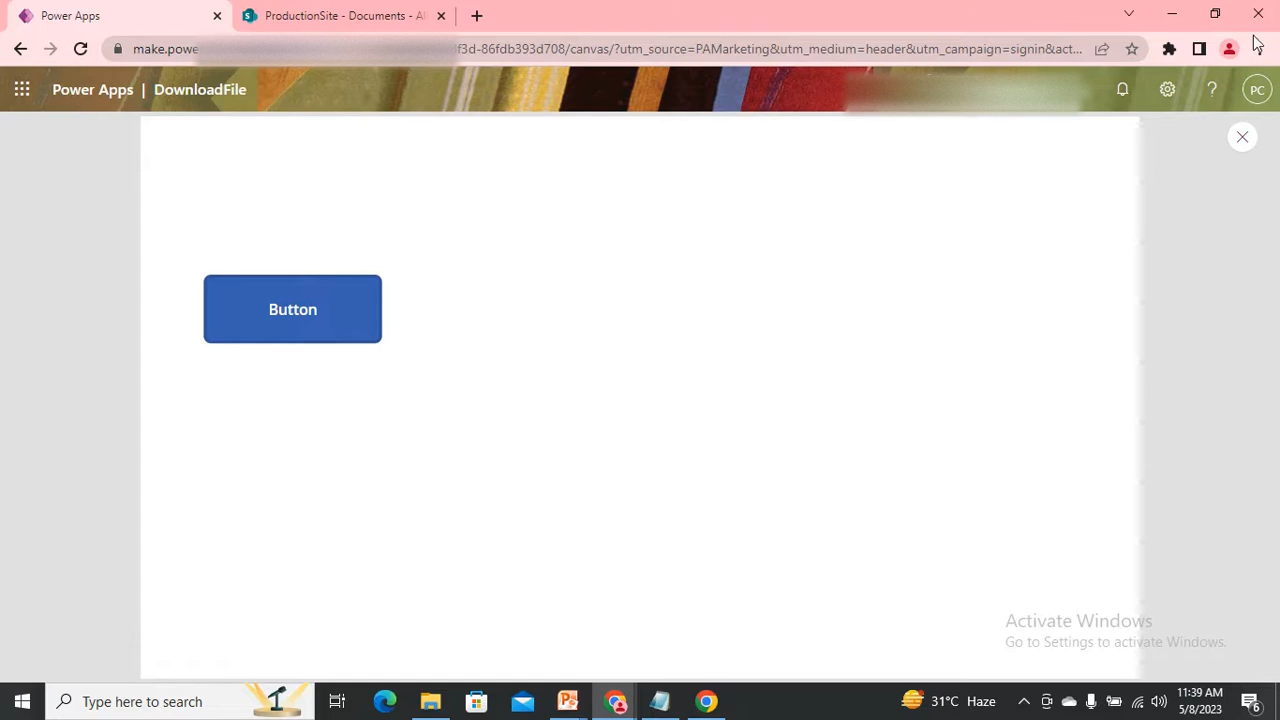 Power Apps
ProductionSite - Documents - Al
make.powe
f3d-86fdb393d708/canvas/?utm_source=PAMarketing&utm_medium=header&utm_campaign=signin&act...
Power Apps | DownloadFile
PC
Button
Activate Windows
Go to Settings to activate Windows.
Type here to search
31°C Haze
11:39 AM
5/8/2023
6